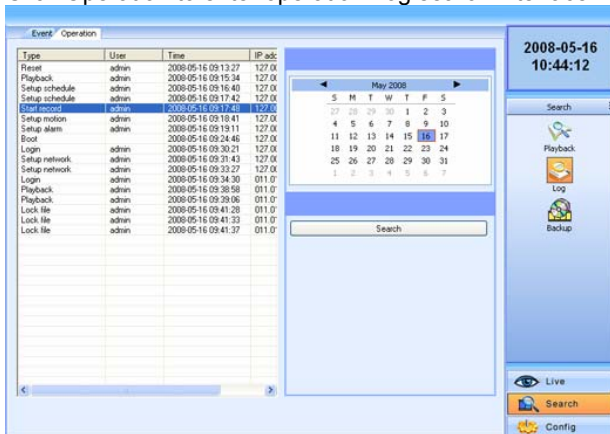 Event Operation
Type User Time IP adc
Reset admin 2008-05-16 09:13:27 127.0(
Playback admin 2008-05-16 09:15:34 127.0(
Setup schedule admin 2008-05-16 09:16:40 127.0(
Setup schedule admin 2008-05-16 09:17:42 127.0(
Start record admin 2008-05-16 09:17:48 127.0(
Setup motion admin 2008-05-16 09:18:41 127.0(
Setup alarm admin 2008-05-16 09:19:11 127.0(
Boot 2008-05-16 09:24:46 127.0(
Login admin 2008-05-16 09:30:21 127.0(
Setup network admin 2008-05-16 09:31:43 127.0(
Setup network admin 2008-05-16 09:33:27 127.0(
Login admin 2008-05-16 09:34:30 011.0'
Playback admin 2008-05-16 09:38:58 011.0'
Playback admin 2008-05-16 09:39:06 011.0'
Lock file admin 2008-05-16 09:41:28 011.0'
Lock file admin 2008-05-16 09:41:33 011.0'
Lock file admin 2008-05-16 09:41:37 011.0'
May 2008
S M T W T F S
27 28 29 30 1 2 3
4 5 6 7 8 9 10
11 12 13 14 15 16 17
18 19 20 21 22 23 24
25 26 27 28 29 30 31
1 2 3 4 5 6 7
Search
2008-05-16
10:44:12
Search
Playback
Log
Backup
Live
Search
Config